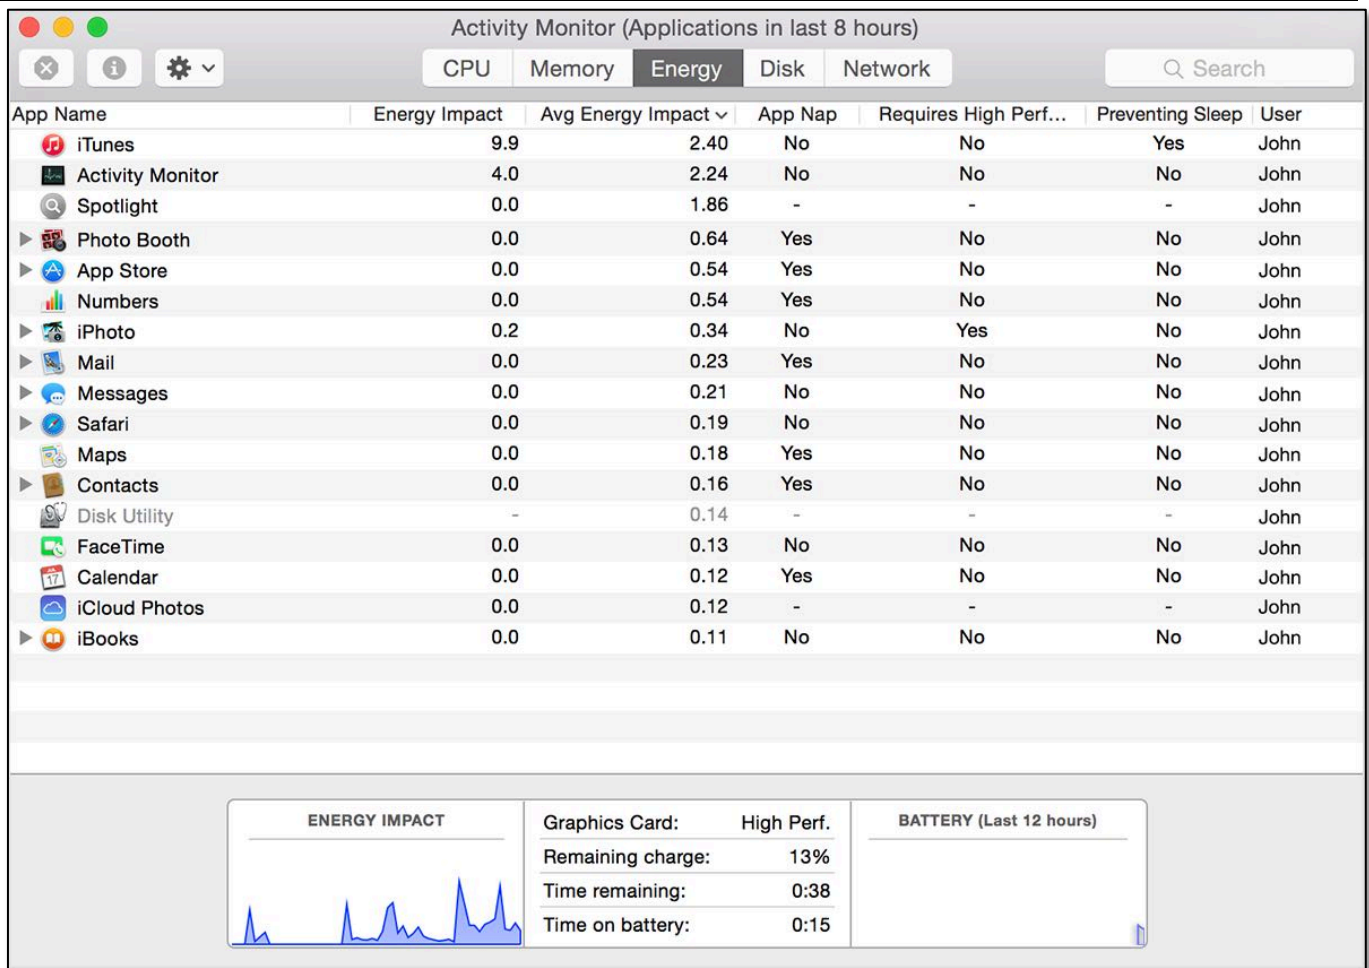 Activity Monitor (Applications in last 8 hours)
CPU Memory Energy Disk Network Search
App Name Energy Impact Avg Energy Impact App Nap Requires High Perf... Preventing Sleep User
iTunes 9.9 2.40 No No Yes John
Activity Monitor 4.0 2.24 No No No John
Spotlight 0.0 1.86 - - - John
Photo Booth 0.0 0.64 Yes No No John
App Store 0.0 0.54 Yes No No John
Numbers 0.0 0.54 Yes No No John
iPhoto 0.2 0.34 No Yes No John
Mail 0.0 0.23 Yes No No John
Messages 0.0 0.21 No No No John
Safari 0.0 0.19 No No No John
Maps 0.0 0.18 Yes No No John
Contacts 0.0 0.16 Yes No No John
Disk Utility - 0.14 - - - John
FaceTime 0.0 0.13 No No No John
17 Calendar 0.0 0.12 Yes No No John
iCloud Photos 0.0 0.12 - - - John
iBooks 0.0 0.11 No No No John
ENERGY IMPACT Graphics Card: High Perf. BATTERY (Last 12 hours)
Remaining charge: 13%
Time remaining: 0:38
Time on battery: 0:15